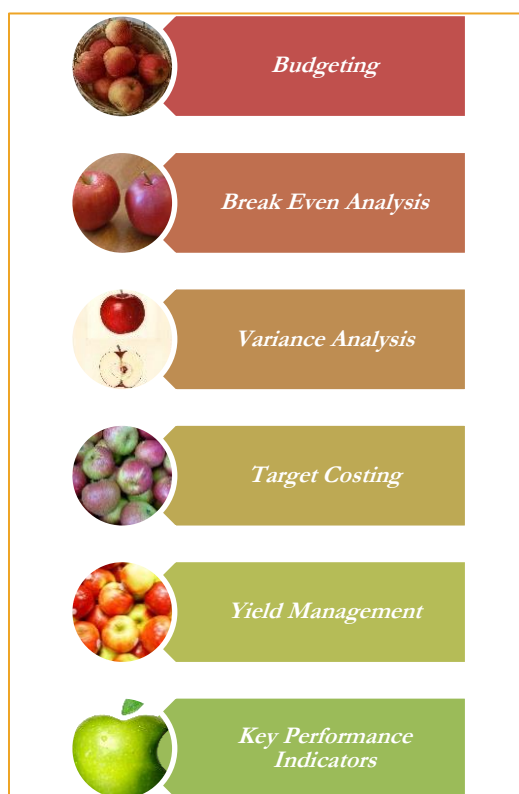 Budgeting
Break Even Analysis
Variance Analysis
Target Costing
Yield Management
Key Performance
Indicators